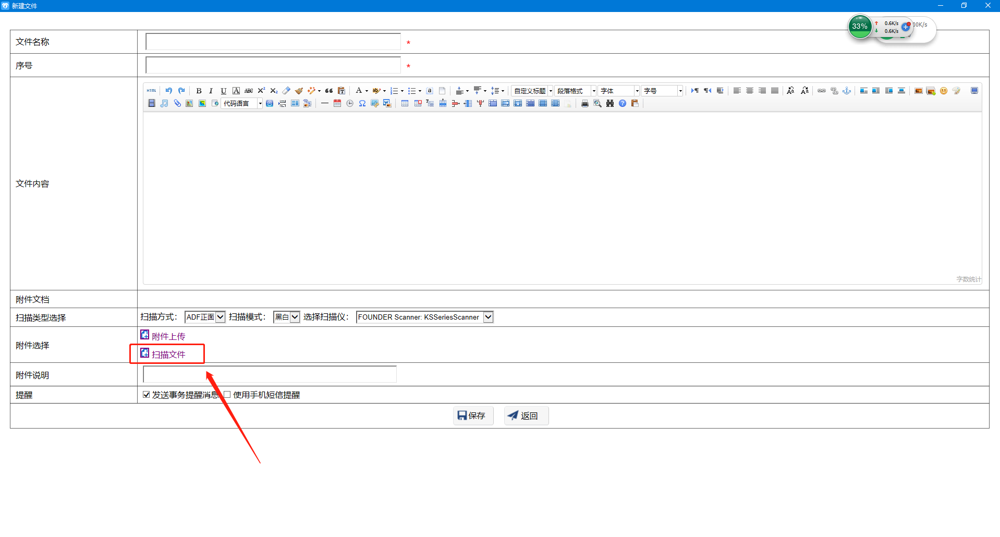 新建文件
33%
0.6K/s
00K/s
0.6K/s
文件名称
*
序号
*
文件内容
HTML B I U A ABC X² X₂ A ab a 自定义标题 段落格式 字体 字号
代码语言
字数统计
附件文档
扫描类型选择 扫描方式: ADF正面 扫描模式: 黑白 选择扫描仪: FOUNDER Scanner: KSSeriesScanner
附件选择
附件上传
扫描文件
附件说明
提醒 发送事务提醒消息 使用手机短信提醒
保存 返回